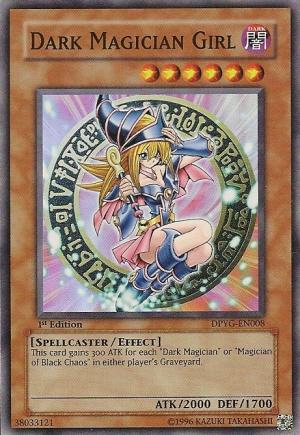 DARK MAGICIAN GIRL
DARK
闇
1st Edition
DPYG-EN008
[Spellcaster / Effect]
This card gains 300 ATK for each "Dark Magician" or "Magician
of Black Chaos" in either player's Graveyard.
ATK/2000 DEF/1700
38033121
©1996 KAZUKI TAKAHASHI